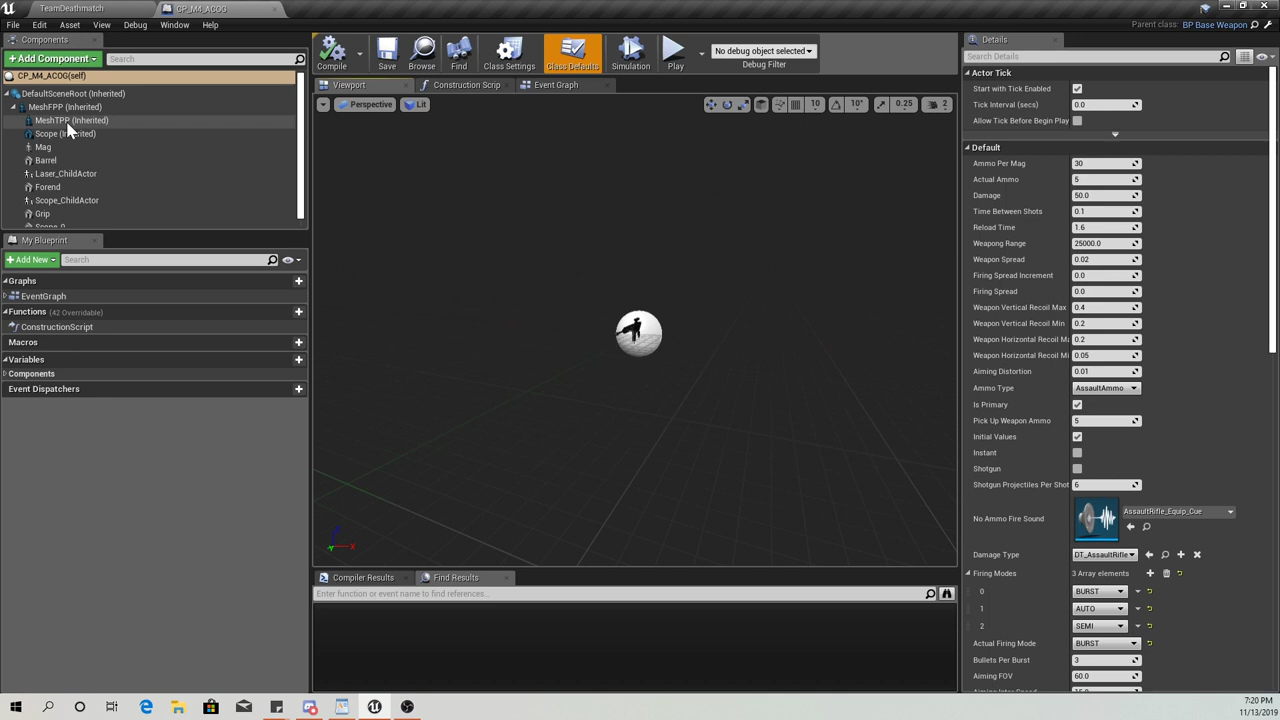 TeamDeathmatch
CP_M4_ACOG
File Edit Asset View Debug Window Help
Parent class: BP Base Weapon
Components
+ Add Component
Search
CP_M4_ACOG(self)
DefaultSceneRoot (Inherited)
MeshFPP (Inherited)
MeshTPP (Inherited)
Mag
Barrel
Laser_ChildActor
Forend
Scope_ChildActor
Grip
My Blueprint
+ Add New
Search
Graphs
EventGraph
Functions (42 Overridable)
ConstructionScript
Macros
Variables
Components
Event Dispatchers
Compile
Save
Browse
Find
Class Settings
Class Defaults
Simulation
Play
No debug object selected
Debug Filter
Viewport
Construction Script
Event Graph
Perspective
Lit
10
10°
0.25
2
X
Compiler Results
Find Results
Enter function or event name to find references...
Details
Search Details
Actor Tick
Start with Tick Enabled
Tick Interval (secs) 0.0
Allow Tick Before Begin Play
Default
Ammo Per Mag 30
Actual Ammo 5
Damage 50.0
Time Between Shots 0.1
Reload Time 1.6
Weapong Range 25000.0
Weapon Spread 0.02
Firing Spread Increment 0.0
Firing Spread 0.0
Weapon Vertical Recoil Max 0.4
Weapon Vertical Recoil Min 0.2
Weapon Horizontal Recoil 0.2
Weapon Horizontal Recoil 0.05
Aiming Distortion 0.01
Ammo Type AssaultAmmo
Is Primary
Pick Up Weapon Ammo 5
Initial Values
Instant
Shotgun
Shotgun Projectiles Per Shot 6
No Ammo Fire Sound AssaultRifle_Equip_Cue
Damage Type DT_AssaultRifle
Firing Modes 3 Array elements
0 BURST
1 AUTO
2 SEMI
Actual Firing Mode BURST
Bullets Per Burst 3
Aiming FOV 60.0
7:20 PM
11/13/2019